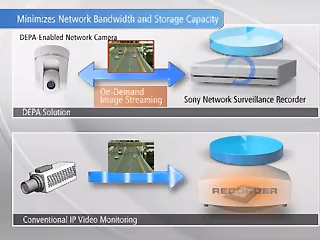 Minimizes Network Bandwidth and Storage Capacity
DEPA-Enabled Network Camera
On-Demand
Image Streaming
Sony Network Surveillance Recorder
DEPA Solution
RECORDER
Conventional IP Video Monitoring